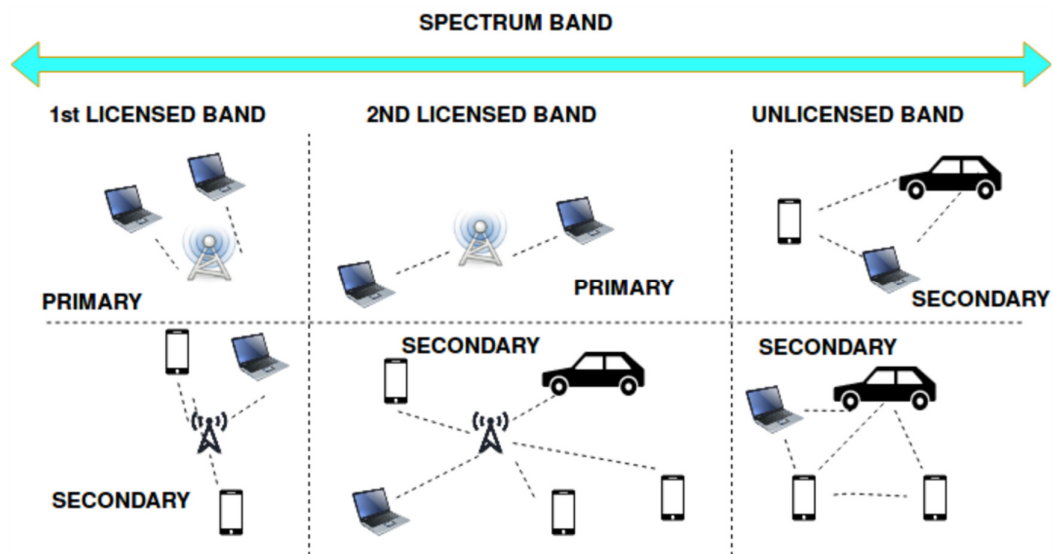 SPECTRUM BAND
1st LICENSED BAND
2ND LICENSED BAND
UNLICENSED BAND
PRIMARY
PRIMARY
SECONDARY
SECONDARY
SECONDARY
SECONDARY